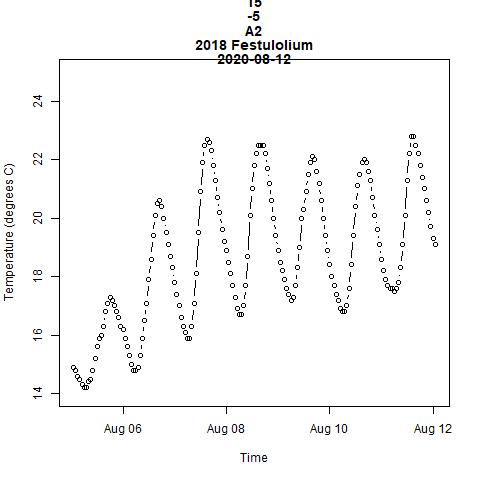 15
-5
A2
2018 Festulolium
2020-08-12
24
22
20
18
16
14
Temperature (degrees C)
Aug 06
Aug 08
Aug 10
Aug 12
Time